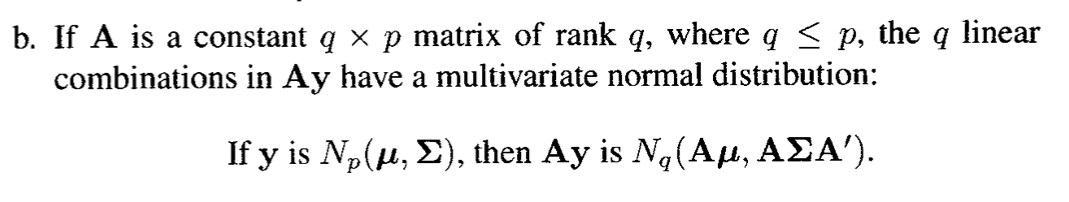 b. If A is a constant q × p matrix of rank q, where q ≤ p, the q linear
combinations in Ay have a multivariate normal distribution:
If y is Nₚ(μ, Σ), then Ay is N_q(Aμ, AΣA′).